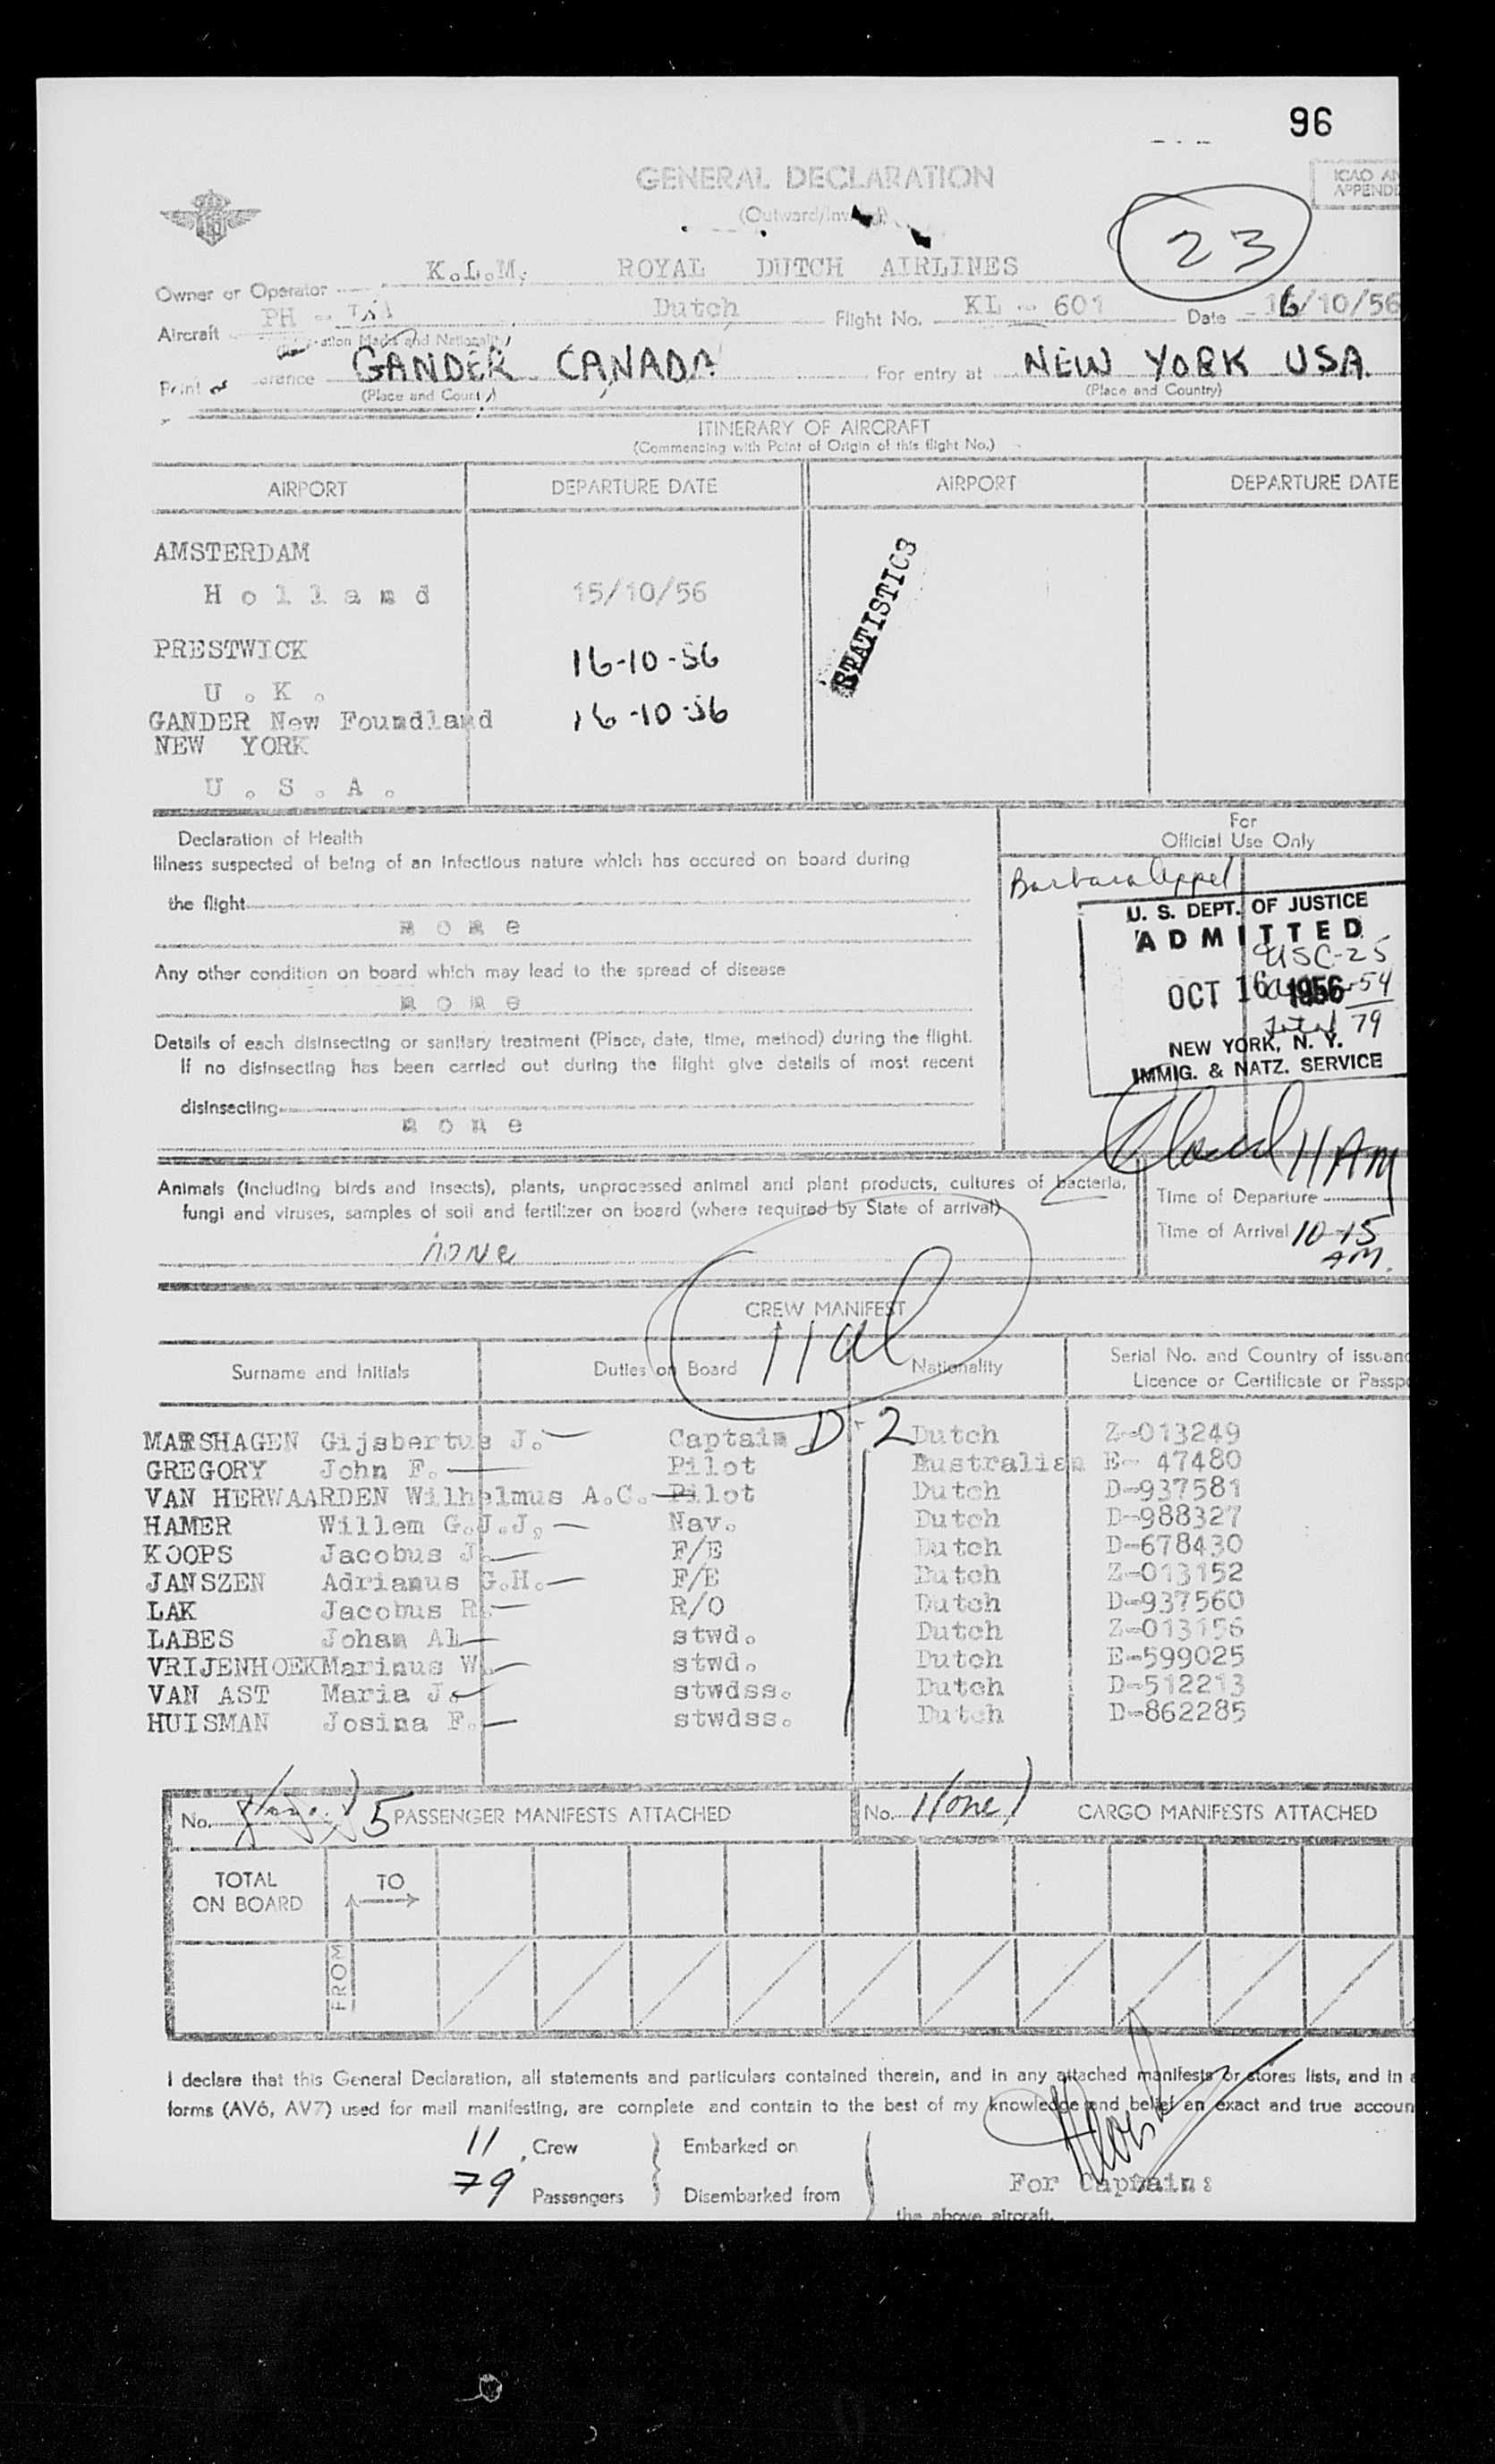 96
GENERAL DECLARATION
ICAO AN
APPENDI
(Outward/Inward)
23
K.L.M. ROYAL DUTCH AIRLINES
Owner or Operator
Aircraft PH - Dutch Flight No. KL - 601 Date 16/10/56
GANDER CANADA For entry at NEW YORK USA.
(Place and Country) (Place and Country)
ITINERARY OF AIRCRAFT
(Commencing with Point of Origin of this flight No.)
AIRPORT DEPARTURE DATE AIRPORT DEPARTURE DATE
AMSTERDAM
Holland 15/10/56
STATISTICS
PRESTWICK 16-10-56
U.K.
GANDER New Foundland 16-10-56
NEW YORK
U.S.A.
Declaration of Health
Illness suspected of being of an infectious nature which has occured on board during
the flight
none
Any other condition on board which may lead to the spread of disease
none
Details of each disinsecting or sanitary treatment (Place, date, time, method) during the flight.
If no disinsecting has been carried out during the flight give details of most recent
disinsecting
none
For
Official Use Only
Barbara Appel
U. S. DEPT. OF JUSTICE
ADMITTED
USC-25
OCT 16 1956
54
Total 79
NEW YORK, N. Y.
IMMIG. & NATZ. SERVICE
11 AM
Animals (including birds and insects), plants, unprocessed animal and plant products, cultures of bacteria,
fungi and viruses, samples of soil and fertilizer on board (where required by State of arrival)
none
Time of Departure
Time of Arrival 10-15
AM.
CREW MANIFEST
Surname and Initials Duties on Board Nationality Serial No. and Country of issuanc
Licence or Certificate or Passpo
D-2
MARSHAGEN Gijsbertus J. Captain Dutch Z-013249
GREGORY John F. Pilot Australian E- 47480
VAN HERWAARDEN Wilhelmus A.C. Pilot Dutch D-937581
HAMER Willem G.J.J. Nav. Dutch D-988327
KOOPS Jacobus J. F/E Dutch D-678430
JANSZEN Adrianus G.H. F/E Dutch Z-013152
LAK Jacobus R. R/O Dutch D-937560
LABES Johan Al stwd. Dutch Z-013156
VRIJENHOEK Marinus W. stwd. Dutch E-599025
VAN AST Maria J. stwdss. Dutch D-512213
HUISMAN Josina F. stwdss. Dutch D-862285
No. 5 PASSENGER MANIFESTS ATTACHED No. 1(one) CARGO MANIFESTS ATTACHED
TOTAL
ON BOARD
TO
FROM
I declare that this General Declaration, all statements and particulars contained therein, and in any attached manifests or stores lists, and in a
forms (AV6, AV7) used for mail manifesting, are complete and contain to the best of my knowledge and belief an exact and true accoun
11 Crew Embarked on
79 Passengers Disembarked from
For Captain:
the above aircraft.